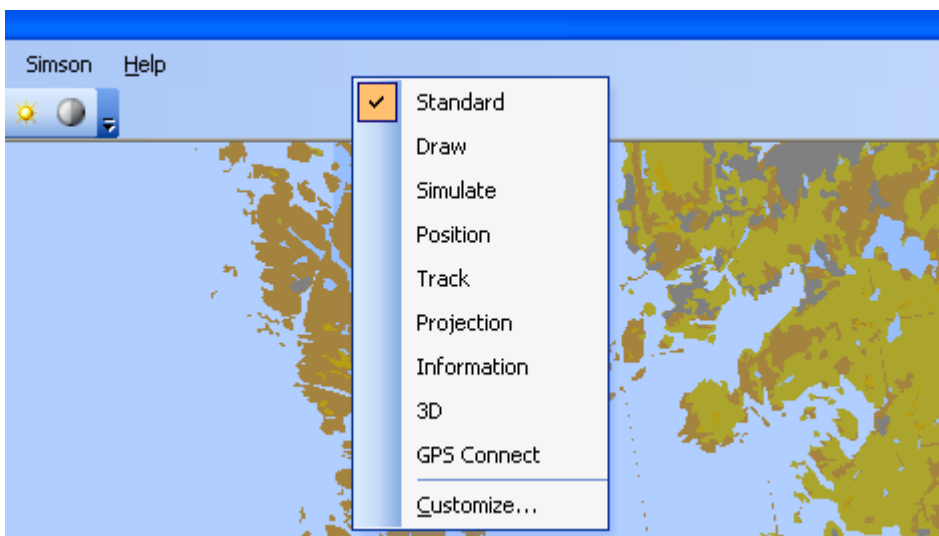 Simson Help
Standard
Draw
Simulate
Position
Track
Projection
Information
3D
GPS Connect
Customize...